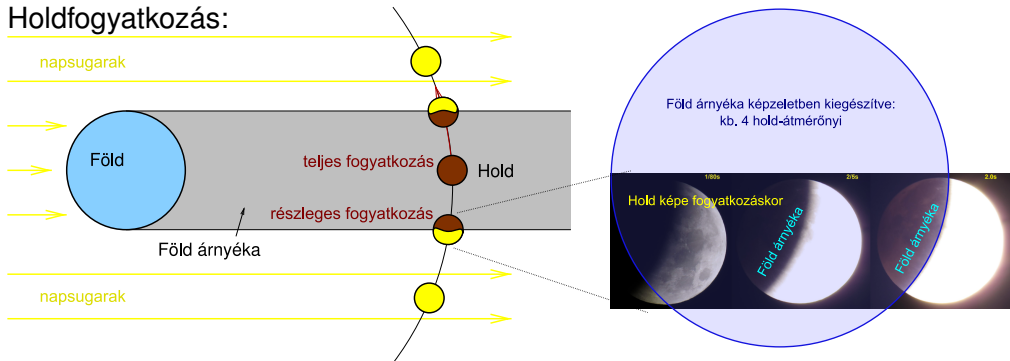 Holdfogyatkozás:
napsugarak
Föld
teljes fogyatkozás
Hold
részleges fogyatkozás
Föld árnyéka
napsugarak
Föld árnyéka képzeletben kiegészítve:
kb. 4 hold-átmérőnyi
1/80s
2/5s
2.0s
Hold képe fogyatkozáskor
Föld árnyéka
Föld árnyéka